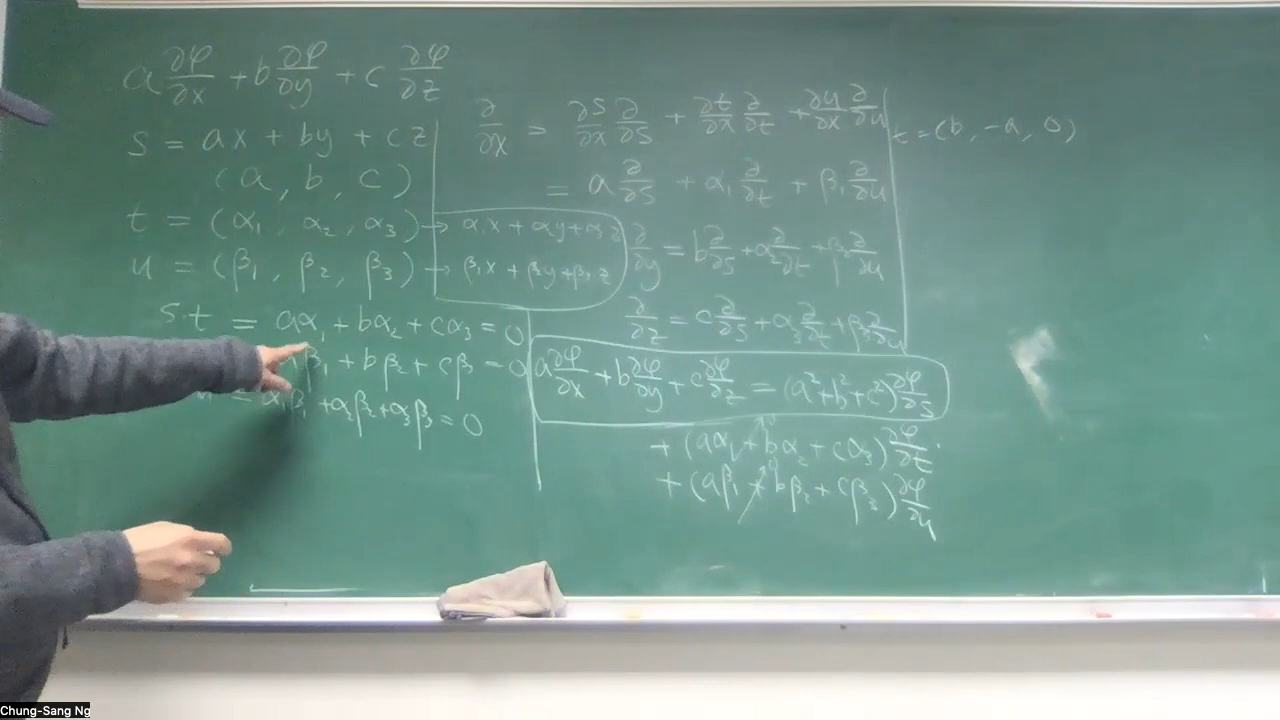 a ∂φ/∂x + b ∂φ/∂y + c ∂φ/∂z
s = ax + by + cz
(a, b, c)
t = (α₁, α₂, α₃) → α₁x + αy + α₃z
u = (β₁, β₂, β₃) → β₁x + β₂y + β₃z
s·t = aα₁ + bα₂ + cα₃ = 0
β₁ + bβ₂ + cβ = 0
= α₁β₁ + α₂β₂ + α₃β₃ = 0
∂/∂x = ∂s/∂x ∂/∂s + ∂t/∂x ∂/∂t + ∂u/∂x ∂/∂u
= a ∂/∂s + α₁ ∂/∂t + β₁ ∂/∂u
∂/∂y = b ∂/∂s + α₂ ∂/∂t + β₂ ∂/∂u
∂/∂z = c ∂/∂s + α₃ ∂/∂t + β₃ ∂/∂u
a ∂φ/∂x + b ∂φ/∂y + c ∂φ/∂z = (a² + b² + c²) ∂φ/∂s
+ (aα₁ + bα₂ + cα₃) ∂φ/∂t
+ (aβ₁ + bβ₂ + cβ₃) ∂φ/∂u
t = (b, -a, 0)
Chung-Sang Ng